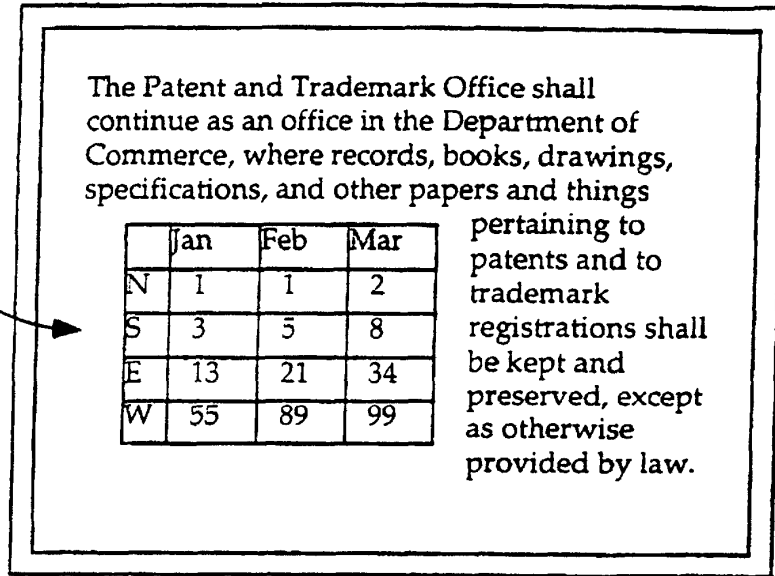 The Patent and Trademark Office shall
continue as an office in the Department of
Commerce, where records, books, drawings,
specifications, and other papers and things
Jan Feb Mar
N 1 1 2
S 3 5 8
E 13 21 34
W 55 89 99
pertaining to
patents and to
trademark
registrations shall
be kept and
preserved, except
as otherwise
provided by law.